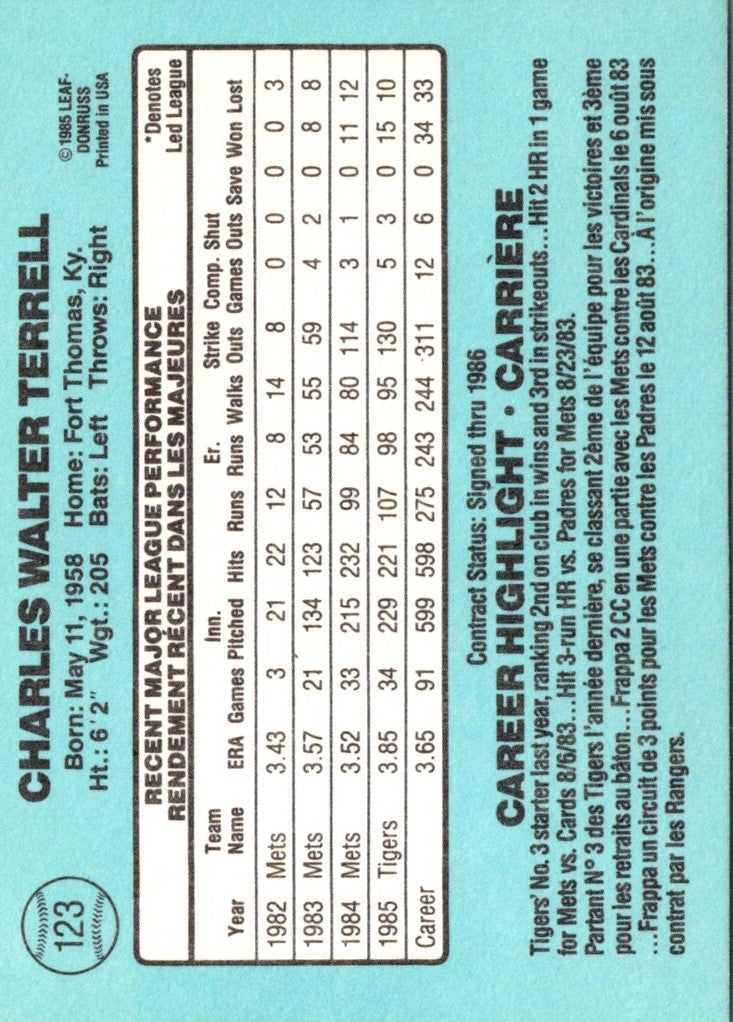 123
CHARLES WALTER TERRELL
Born: May 11, 1958 Home: Fort Thomas, Ky.
Ht.: 6'2" Wgt.: 205 Bats: Left Throws: Right
© 1985 LEAF-
DONRUSS
Printed in USA
RECENT MAJOR LEAGUE PERFORMANCE
RENDEMENT RÉCENT DANS LES MAJEURES
*Denotes
Led League
Year Team Name ERA Games Inn. Pitched Hits Runs Er. Runs Walks Strike Outs Comp. Games Shut Outs Save Won Lost
1982 Mets 3.43 3 21 22 12 8 14 8 0 0 0 0 3
1983 Mets 3.57 21 134 123 57 53 55 59 4 2 0 8 8
1984 Mets 3.52 33 215 232 99 84 80 114 3 1 0 11 12
1985 Tigers 3.85 34 229 221 107 98 95 130 5 3 0 15 10
Career 3.65 91 599 598 275 243 244 311 12 6 0 34 33
Contract Status: Signed thru 1986
CAREER HIGHLIGHT • CARRIÈRE
Tigers' No. 3 starter last year, ranking 2nd on club in wins and 3rd in strikeouts...Hit 2 HR in 1 game
for Mets vs. Cards 8/6/83...Hit 3-run HR vs. Padres for Mets 8/23/83.
Partant N° 3 des Tigers l'année dernière, se classant 2ème de l'équipe pour les victoires et 3ème
pour les retraits au bâton...Frappa 2 CC en une partie avec les Mets contre les Cardinals le 6 ouût 83
...Frappa un circuit de 3 points pour les Mets contre les Padres le 12 août 83...À l'origine mis sous
contrat par les Rangers.